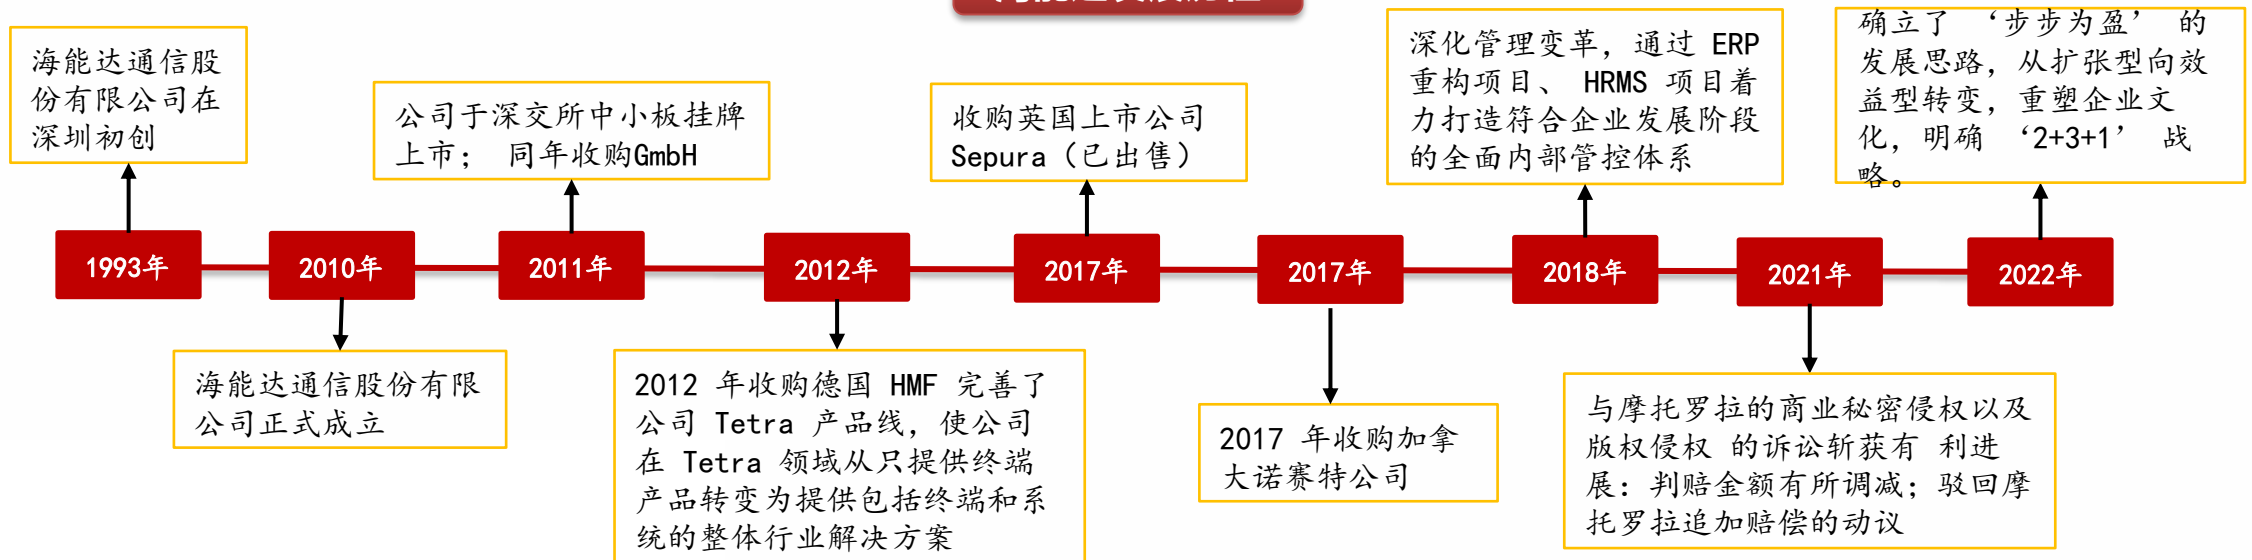 海能达通信股
份有限公司在
深圳初创
公司于深交所中小板挂牌
上市； 同年收购GmbH
收购英国上市公司
Sepura（已出售）
深化管理变革，通过 ERP
重构项目、 HRMS 项目着
力打造符合企业发展阶段
的全面内部管控体系
确立了 ‘步步为盈’ 的
发展思路，从扩张型向效
益型转变，重塑企业文
化，明确 ‘2+3+1’ 战
略。
1993年
2010年
2011年
2012年
2017年
2017年
2018年
2021年
2022年
海能达通信股份有限
公司正式成立
2012 年收购德国 HMF 完善了
公司 Tetra 产品线，使公司
在 Tetra 领域从只提供终端
产品转变为提供包括终端和系
统的整体行业解决方案
2017 年收购加拿
大诺赛特公司
与摩托罗拉的商业秘密侵权以及
版权侵权 的诉讼斩获有 利进
展：判赔金额有所调减；驳回摩
托罗拉追加赔偿的动议